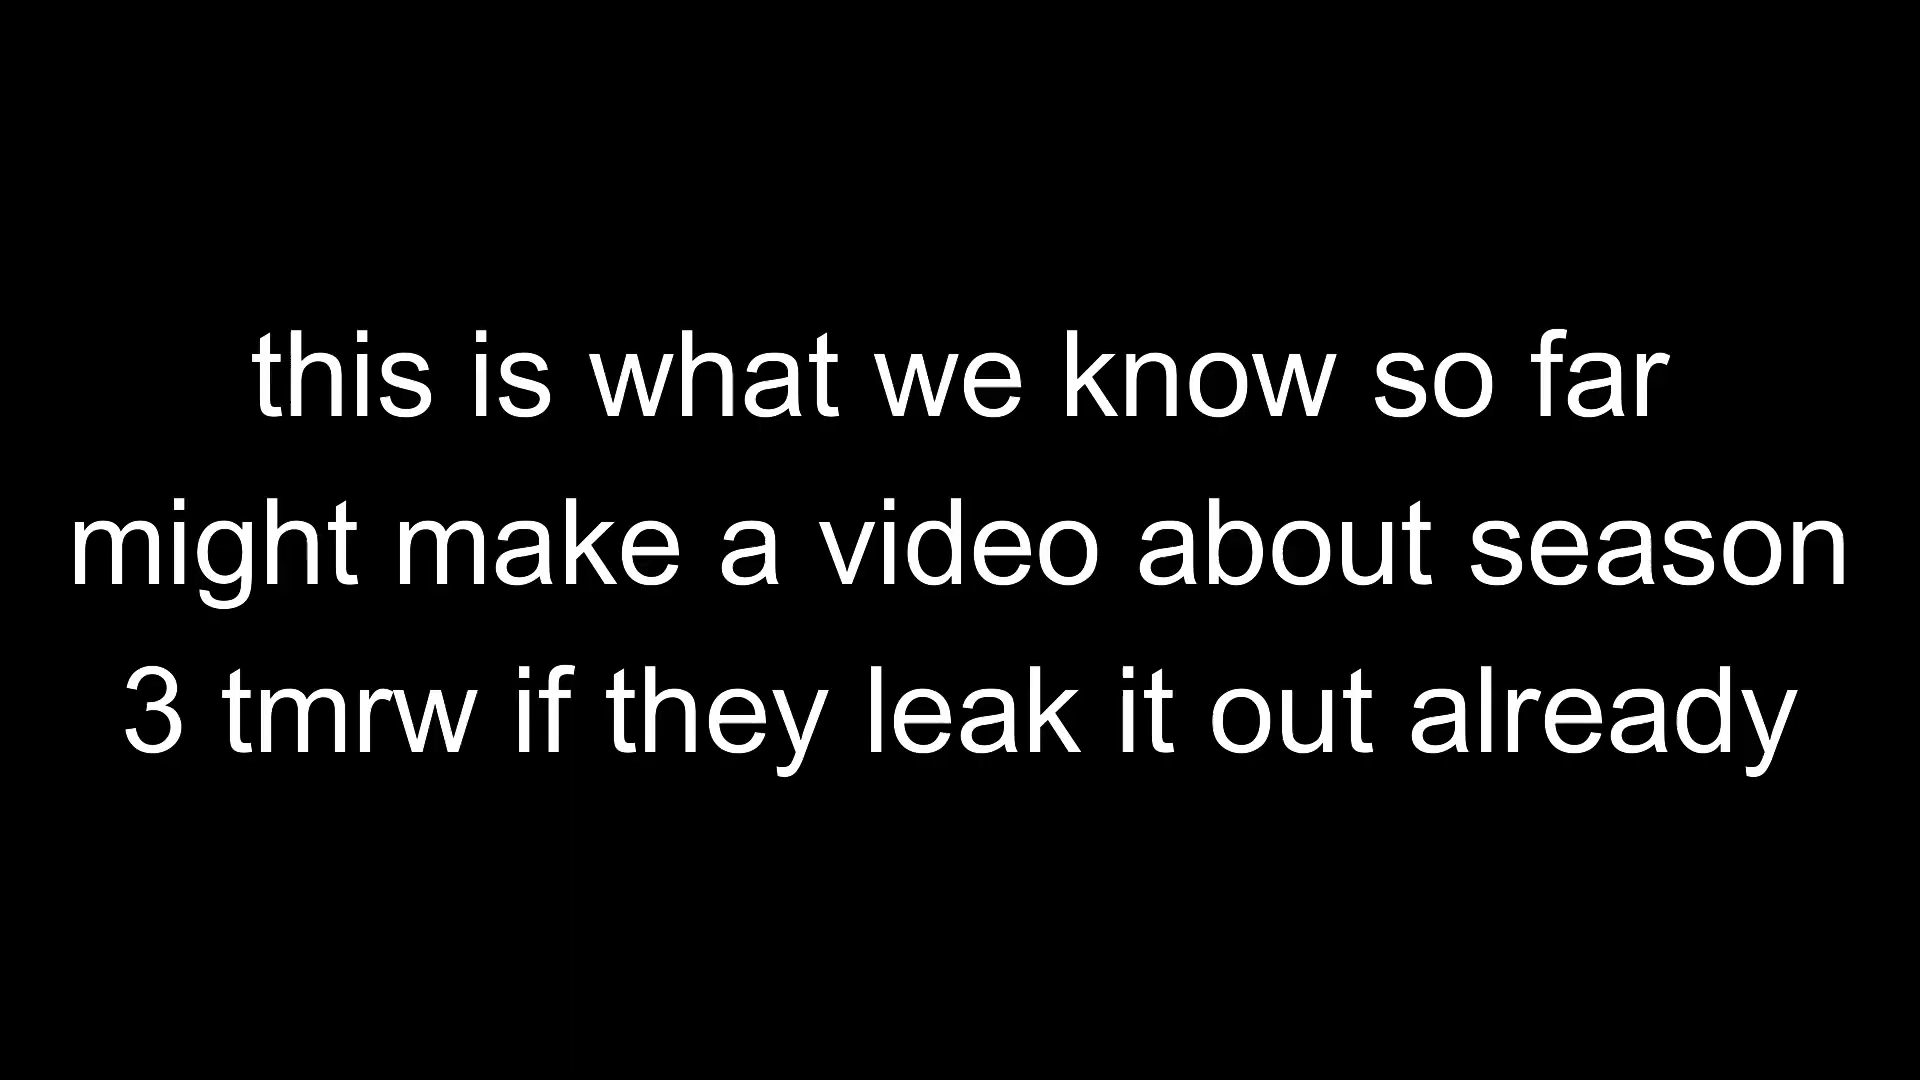 this is what we know so far
might make a video about season
3 tmrw if they leak it out already